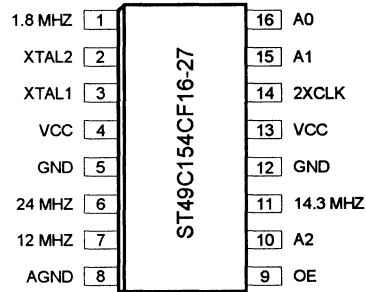 1.8 MHZ 1 16 A0
XTAL2 2 15 A1
XTAL1 3 14 2XCLK
VCC 4 13 VCC
GND 5 12 GND
24 MHZ 6 11 14.3 MHZ
12 MHZ 7 10 A2
AGND 8 9 OE
ST49C154CF16-27